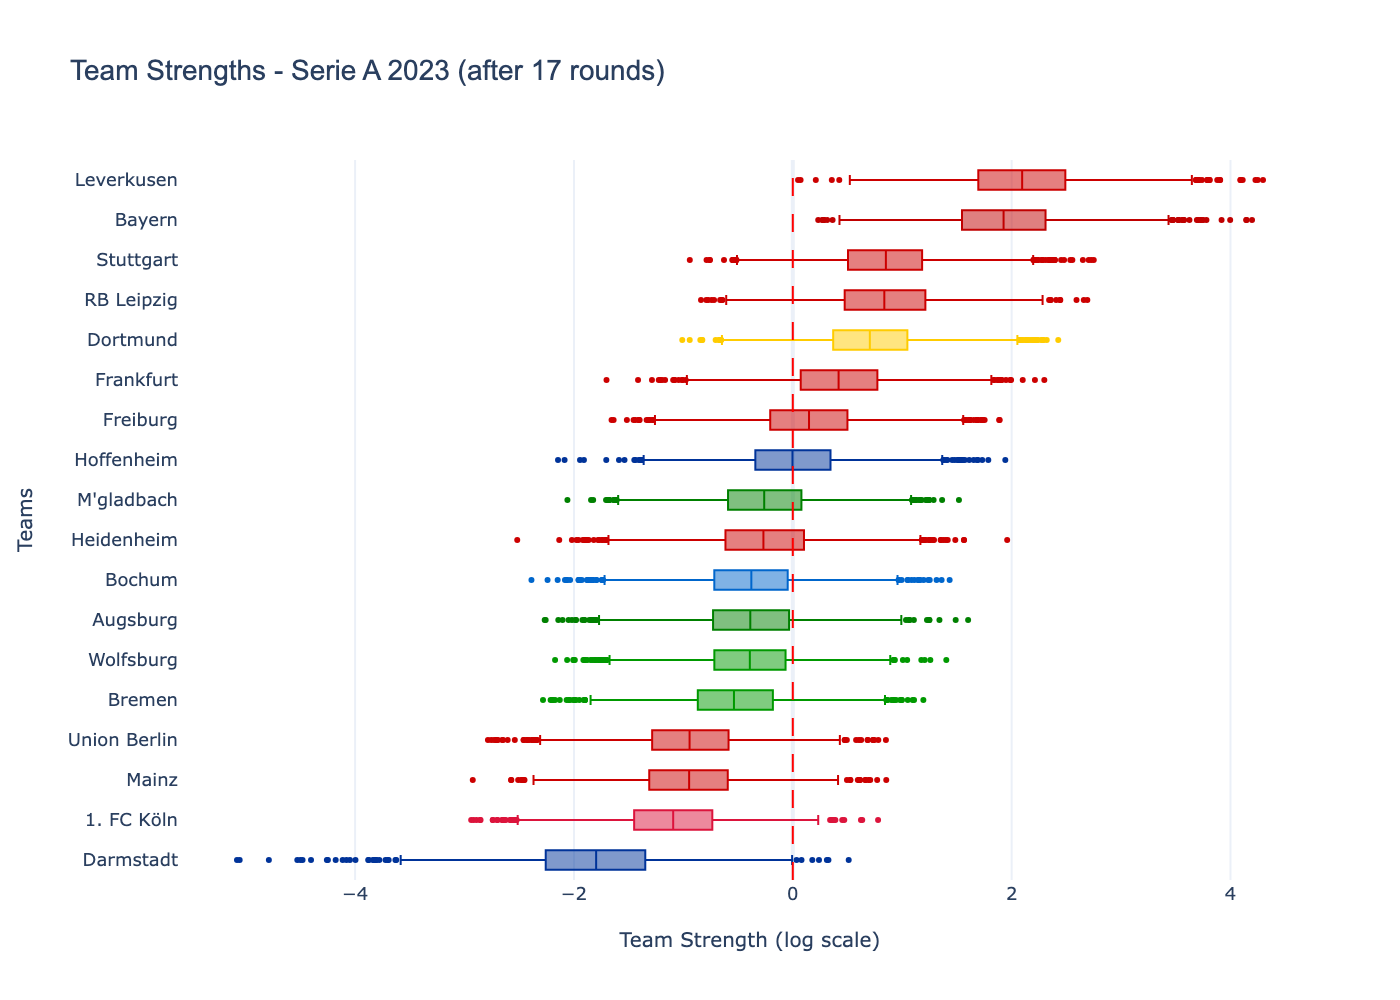 Team Strengths - Serie A 2023 (after 17 rounds)
Leverkusen
Bayern
Stuttgart
RB Leipzig
Dortmund
Frankfurt
Freiburg
Hoffenheim
M'gladbach
Heidenheim
Bochum
Augsburg
Wolfsburg
Bremen
Union Berlin
Mainz
1. FC Köln
Darmstadt
Teams
−4 −2 0 2 4
Team Strength (log scale)